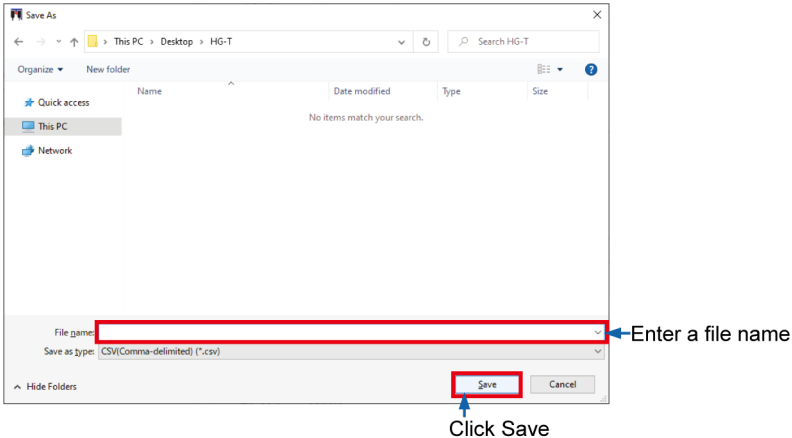 Save As
This PC > Desktop > HG-T
Search HG-T
Organize
New folder
?
Name
Date modified
Type
Size
Quick access
This PC
Network
No items match your search.
File name:
Enter a file name
Save as type: CSV(Comma-delimited) (*.csv)
Hide Folders
Save
Cancel
Click Save